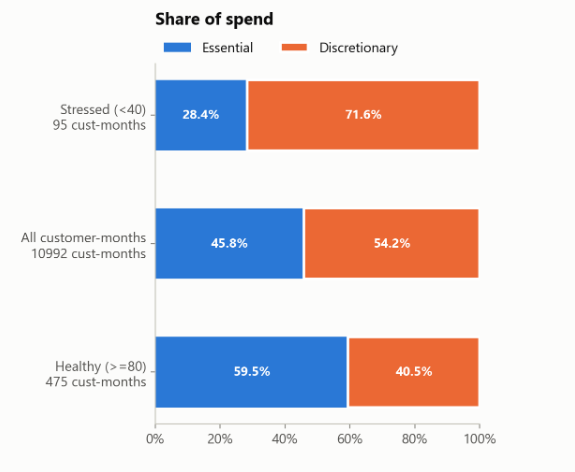 Share of spend
Essential
Discretionary
Stressed (<40)
95 cust-months
28.4%
71.6%
All customer-months
10992 cust-months
45.8%
54.2%
Healthy (>=80)
475 cust-months
59.5%
40.5%
0%
20%
40%
60%
80%
100%